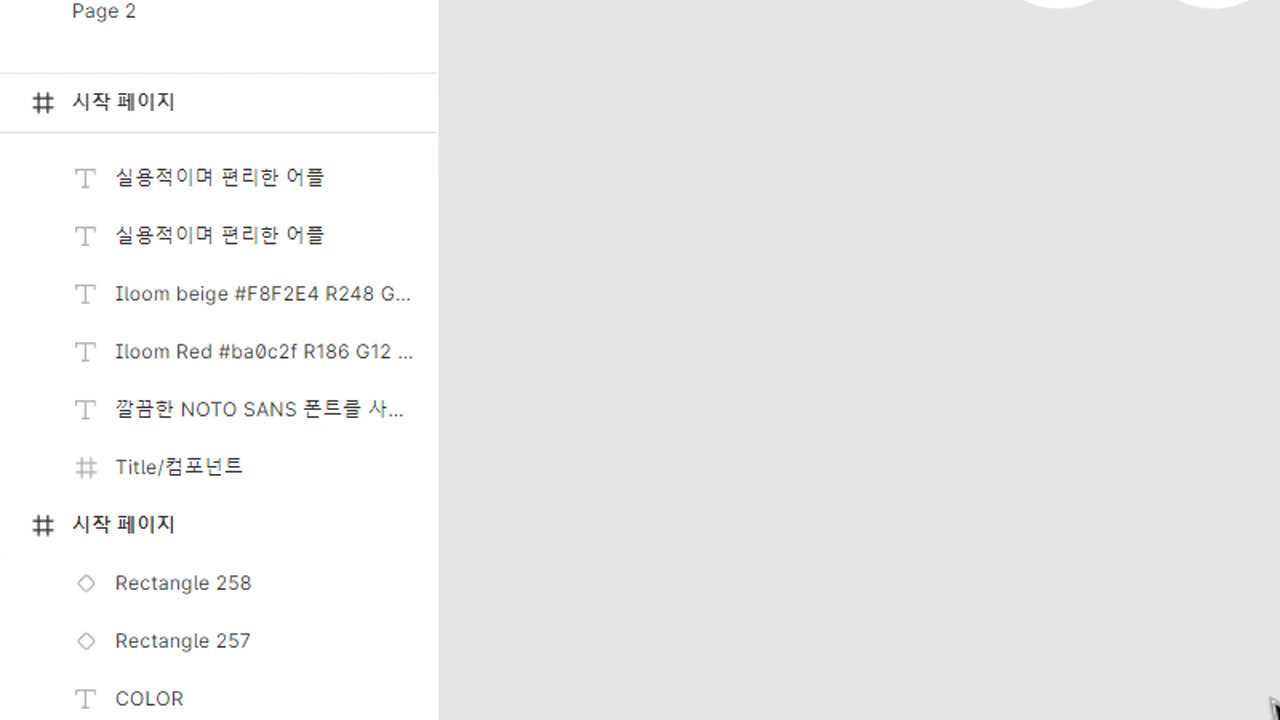 Page 2
시작 페이지
실용적이며 편리한 어플
실용적이며 편리한 어플
Iloom beige #F8F2E4 R248 G...
Iloom Red #ba0c2f R186 G12 ...
깔끔한 NOTO SANS 폰트를 사...
Title/컴포넌트
시작 페이지
Rectangle 258
Rectangle 257
COLOR